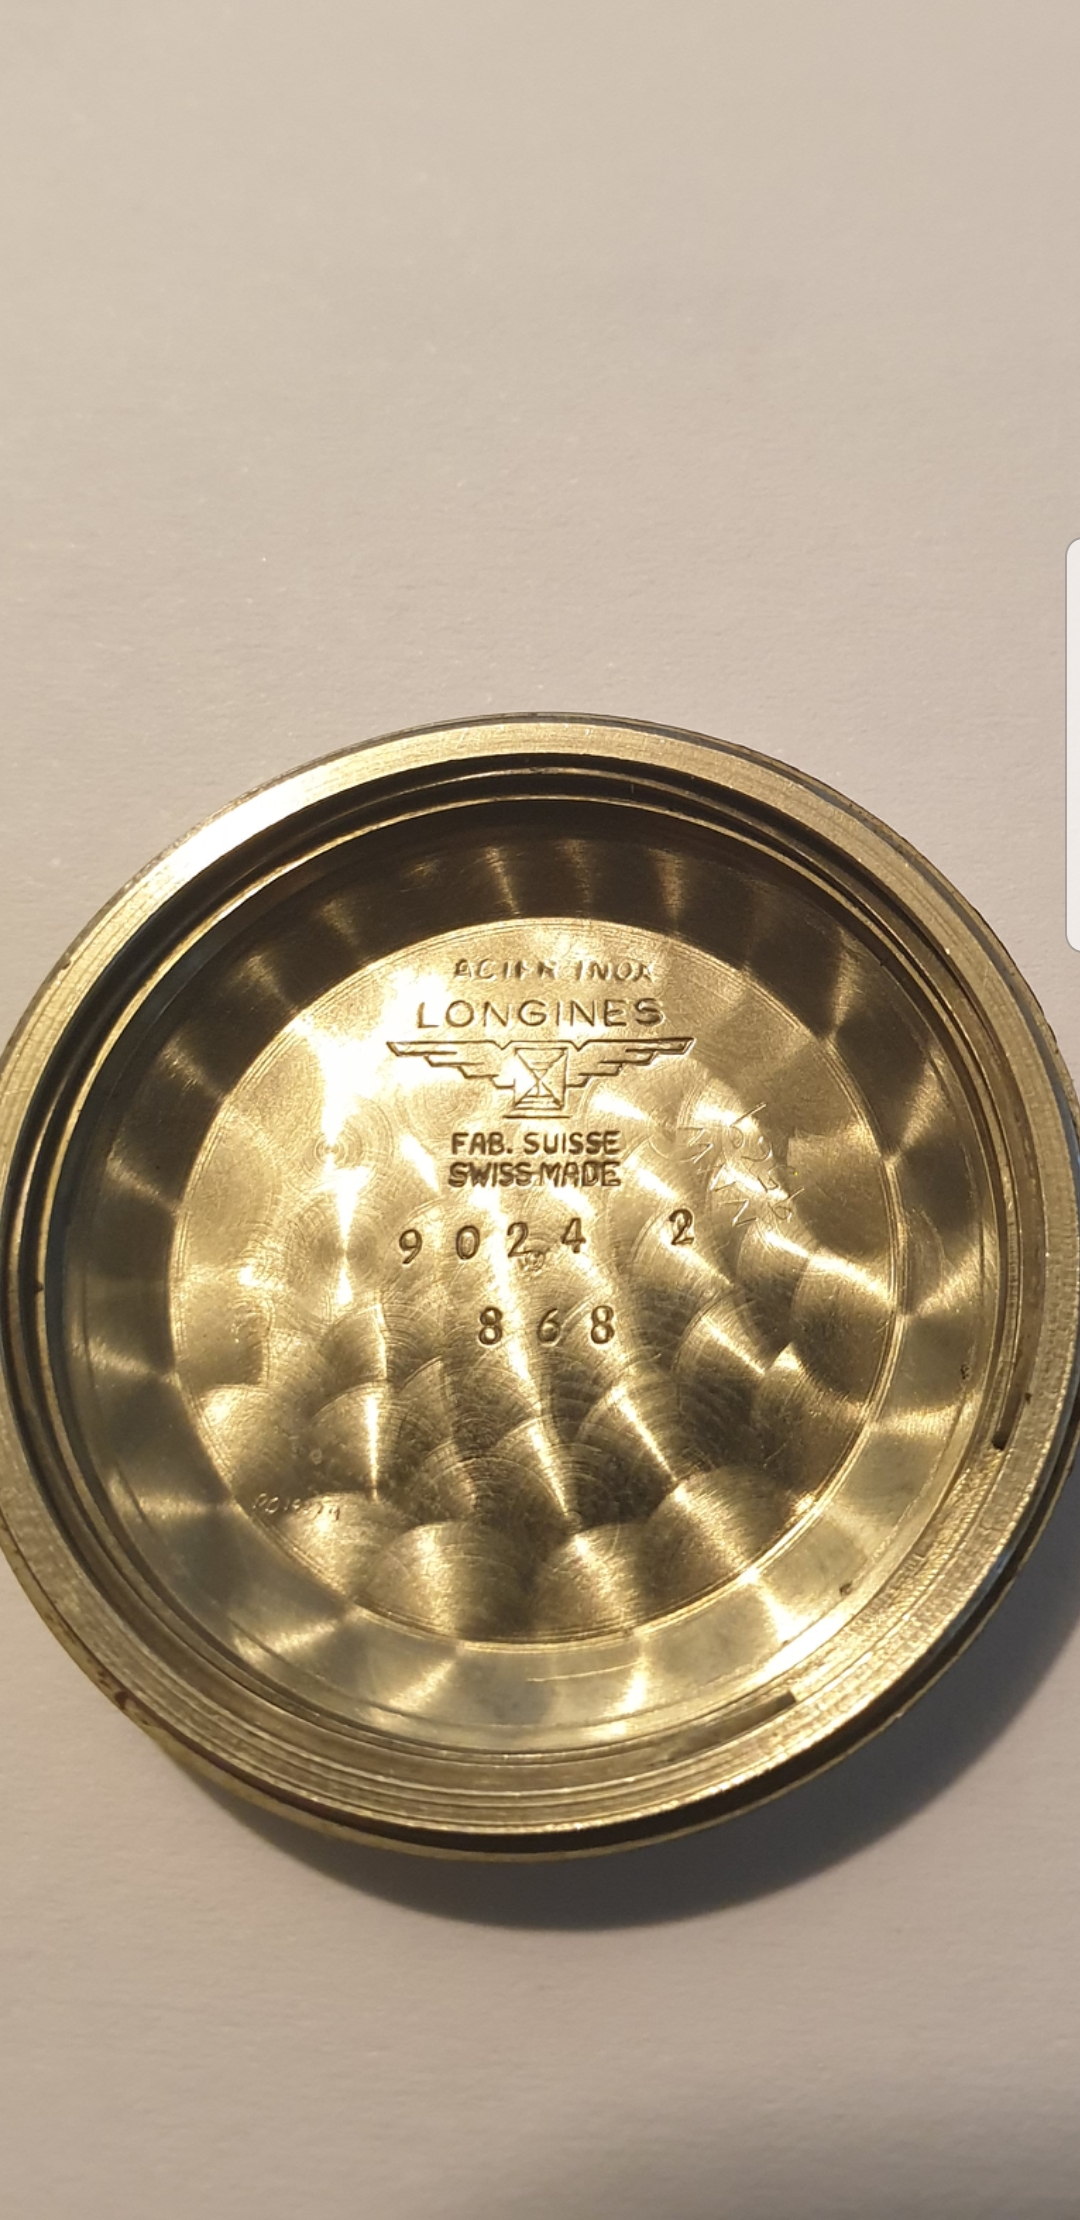 ACIER INOX
LONGINES
FAB. SUISSE
SWISS MADE
9024 2
868